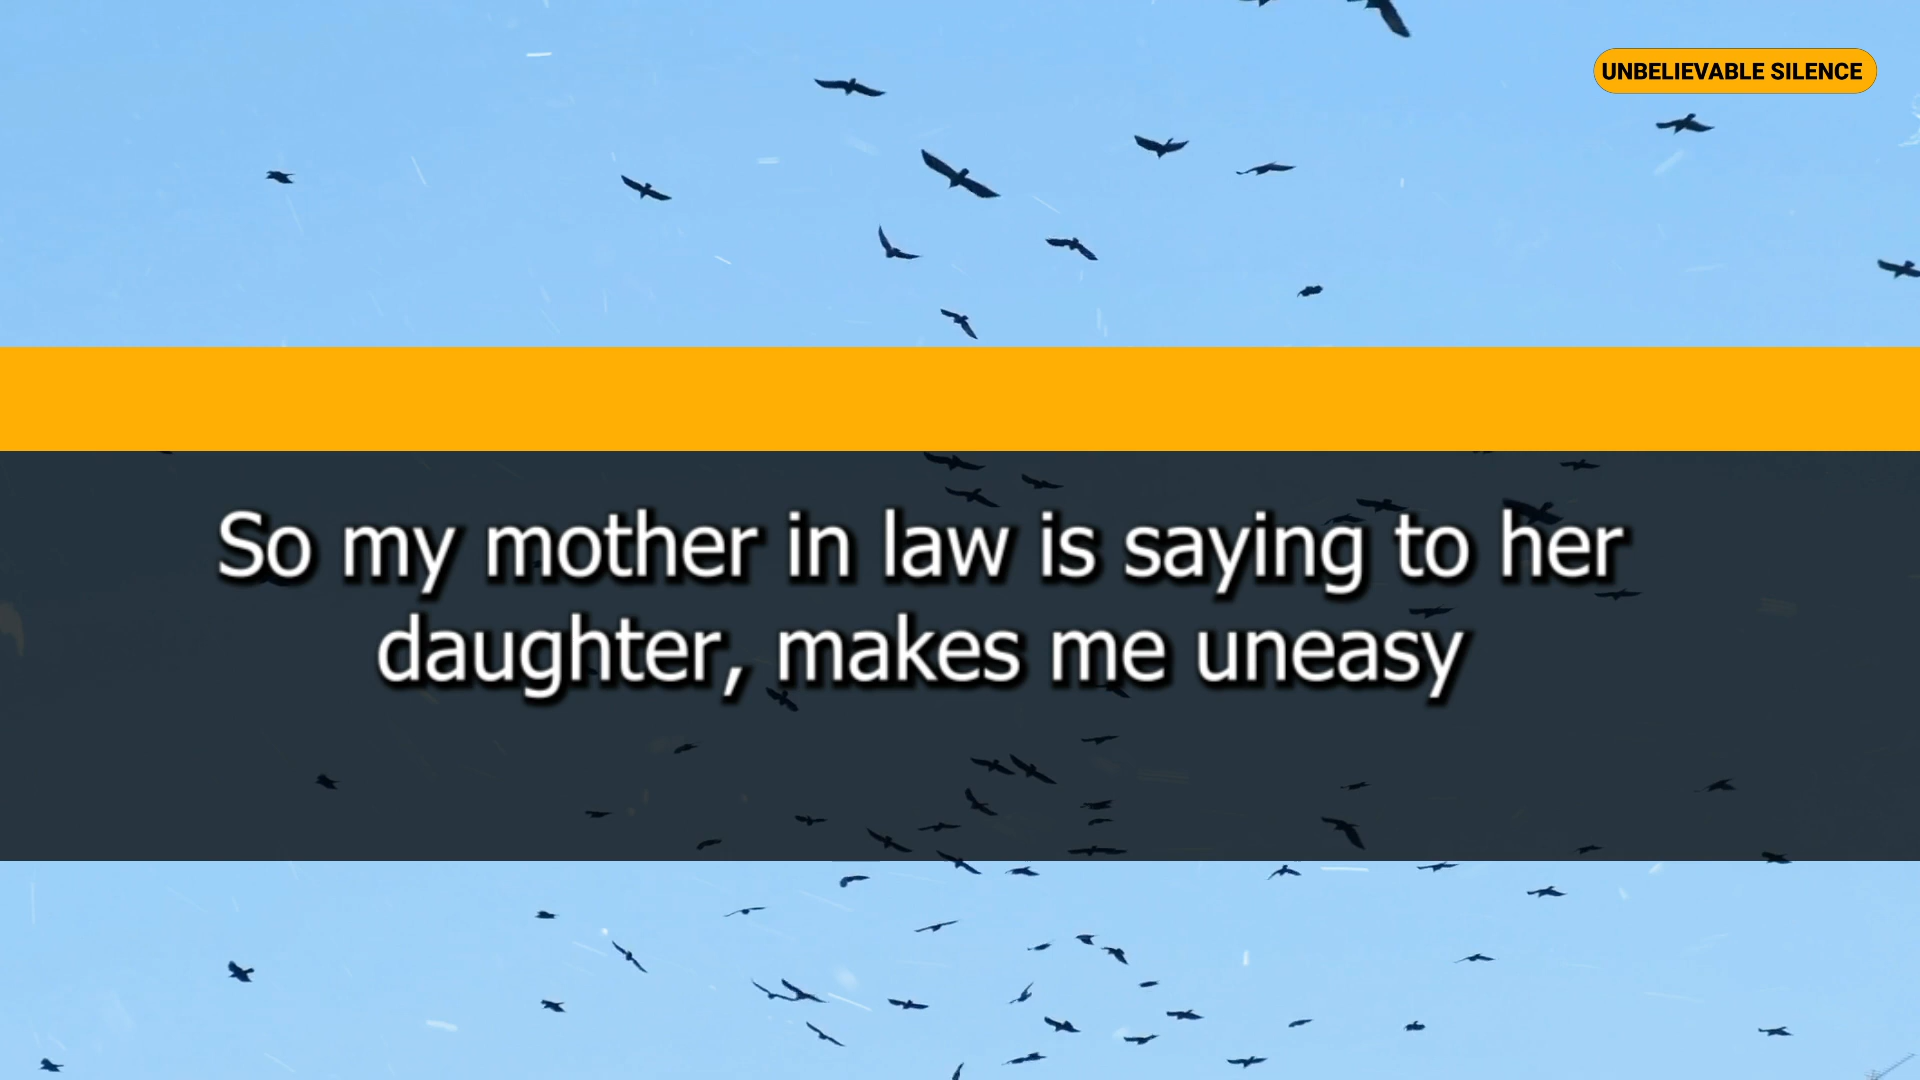 UNBELIEVABLE SILENCE
So my mother in law is saying to her
daughter, makes me uneasy